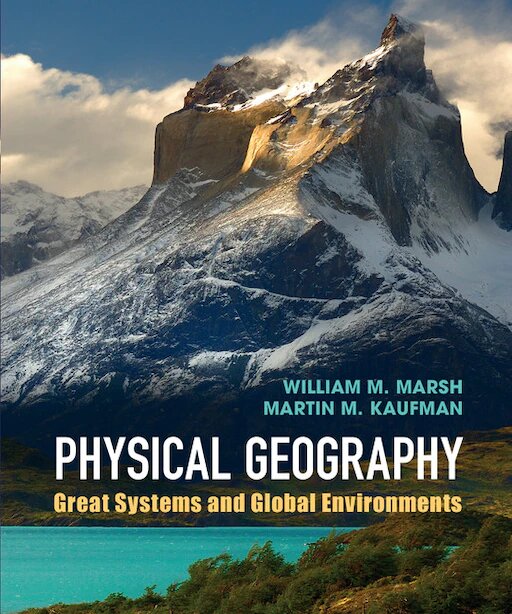 WILLIAM M. MARSH
MARTIN M. KAUFMAN
PHYSICAL GEOGRAPHY
Great Systems and Global Environments